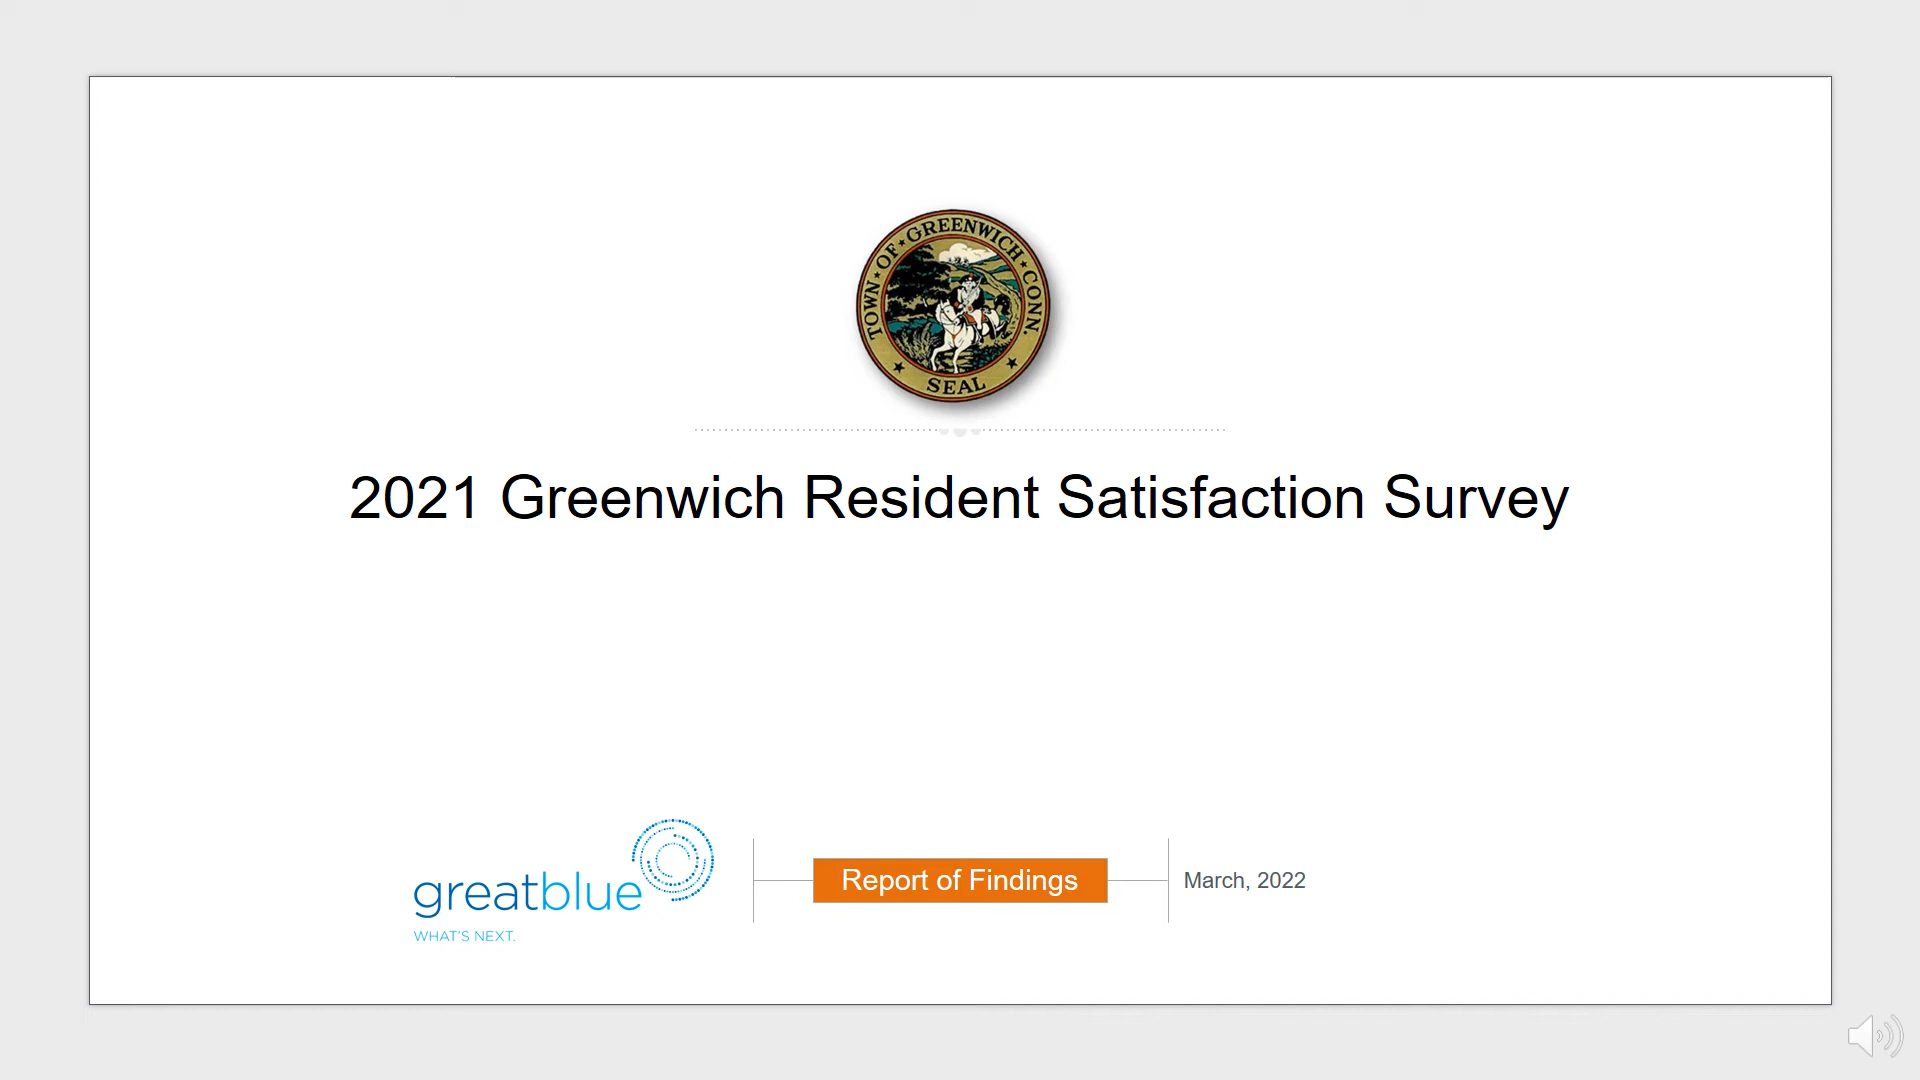 TOWN OF GREENWICH CONN.
SEAL
2021 Greenwich Resident Satisfaction Survey
greatblue
WHAT'S NEXT.
Report of Findings
March, 2022